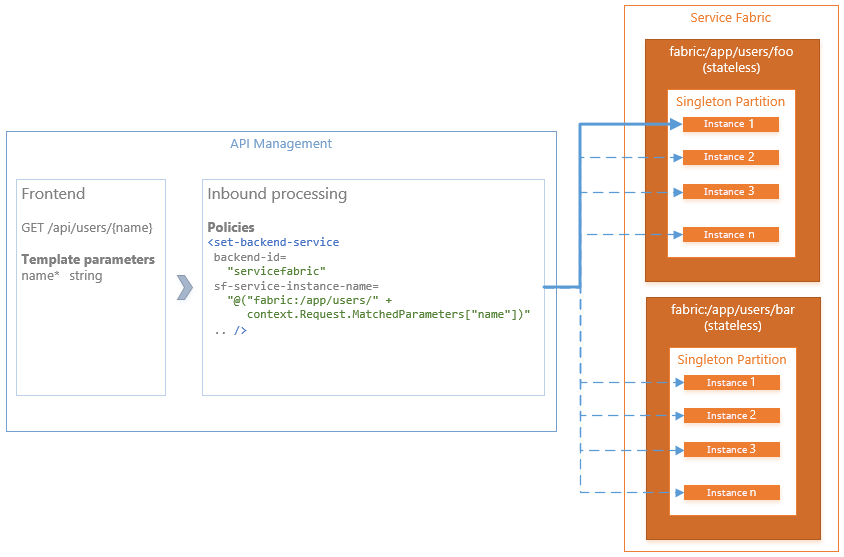 API Management
Frontend
GET /api/users/{name}
Template parameters
name* string
Inbound processing
Policies
<set-backend-service
backend-id=
"servicefabric"
sf-service-instance-name=
"@("fabric:/app/users/" +
context.Request.MatchedParameters["name"])"
.. />
Service Fabric
fabric:/app/users/foo
(stateless)
Singleton Partition
Instance 1
Instance 2
Instance 3
Instance n
fabric:/app/users/bar
(stateless)
Singleton Partition
Instance 1
Instance 2
Instance 3
Instance n